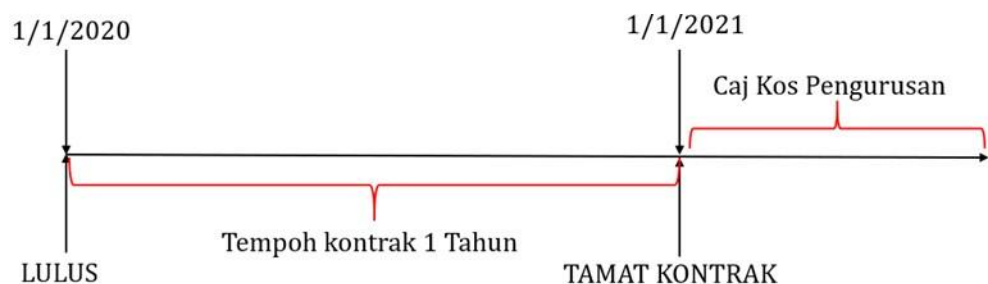 1/1/2020
1/1/2021
Caj Kos Pengurusan
Tempoh kontrak 1 Tahun
LULUS
TAMAT KONTRAK